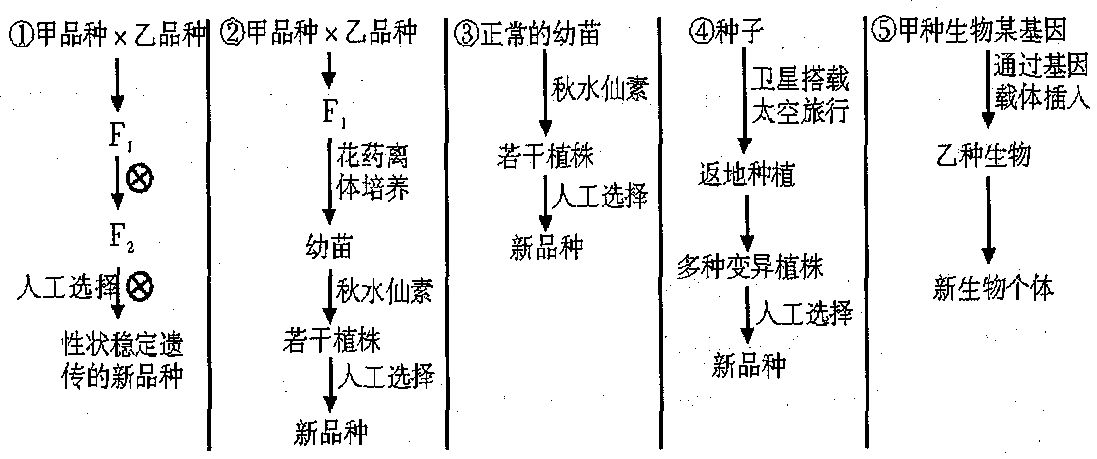 ①甲品种×乙品种
F₁
⊗
F₂
人工选择 ⊗
性状稳定遗
传的新品种
②甲品种×乙品种
F₁
花药离
体培养
幼苗
秋水仙素
若干植株
人工选择
新品种
③正常的幼苗
秋水仙素
若干植株
人工选择
新品种
④种子
卫星搭载
太空旅行
返地种植
多种变异植株
人工选择
新品种
⑤甲种生物某基因
通过基因
载体插入
乙种生物
新生物个体